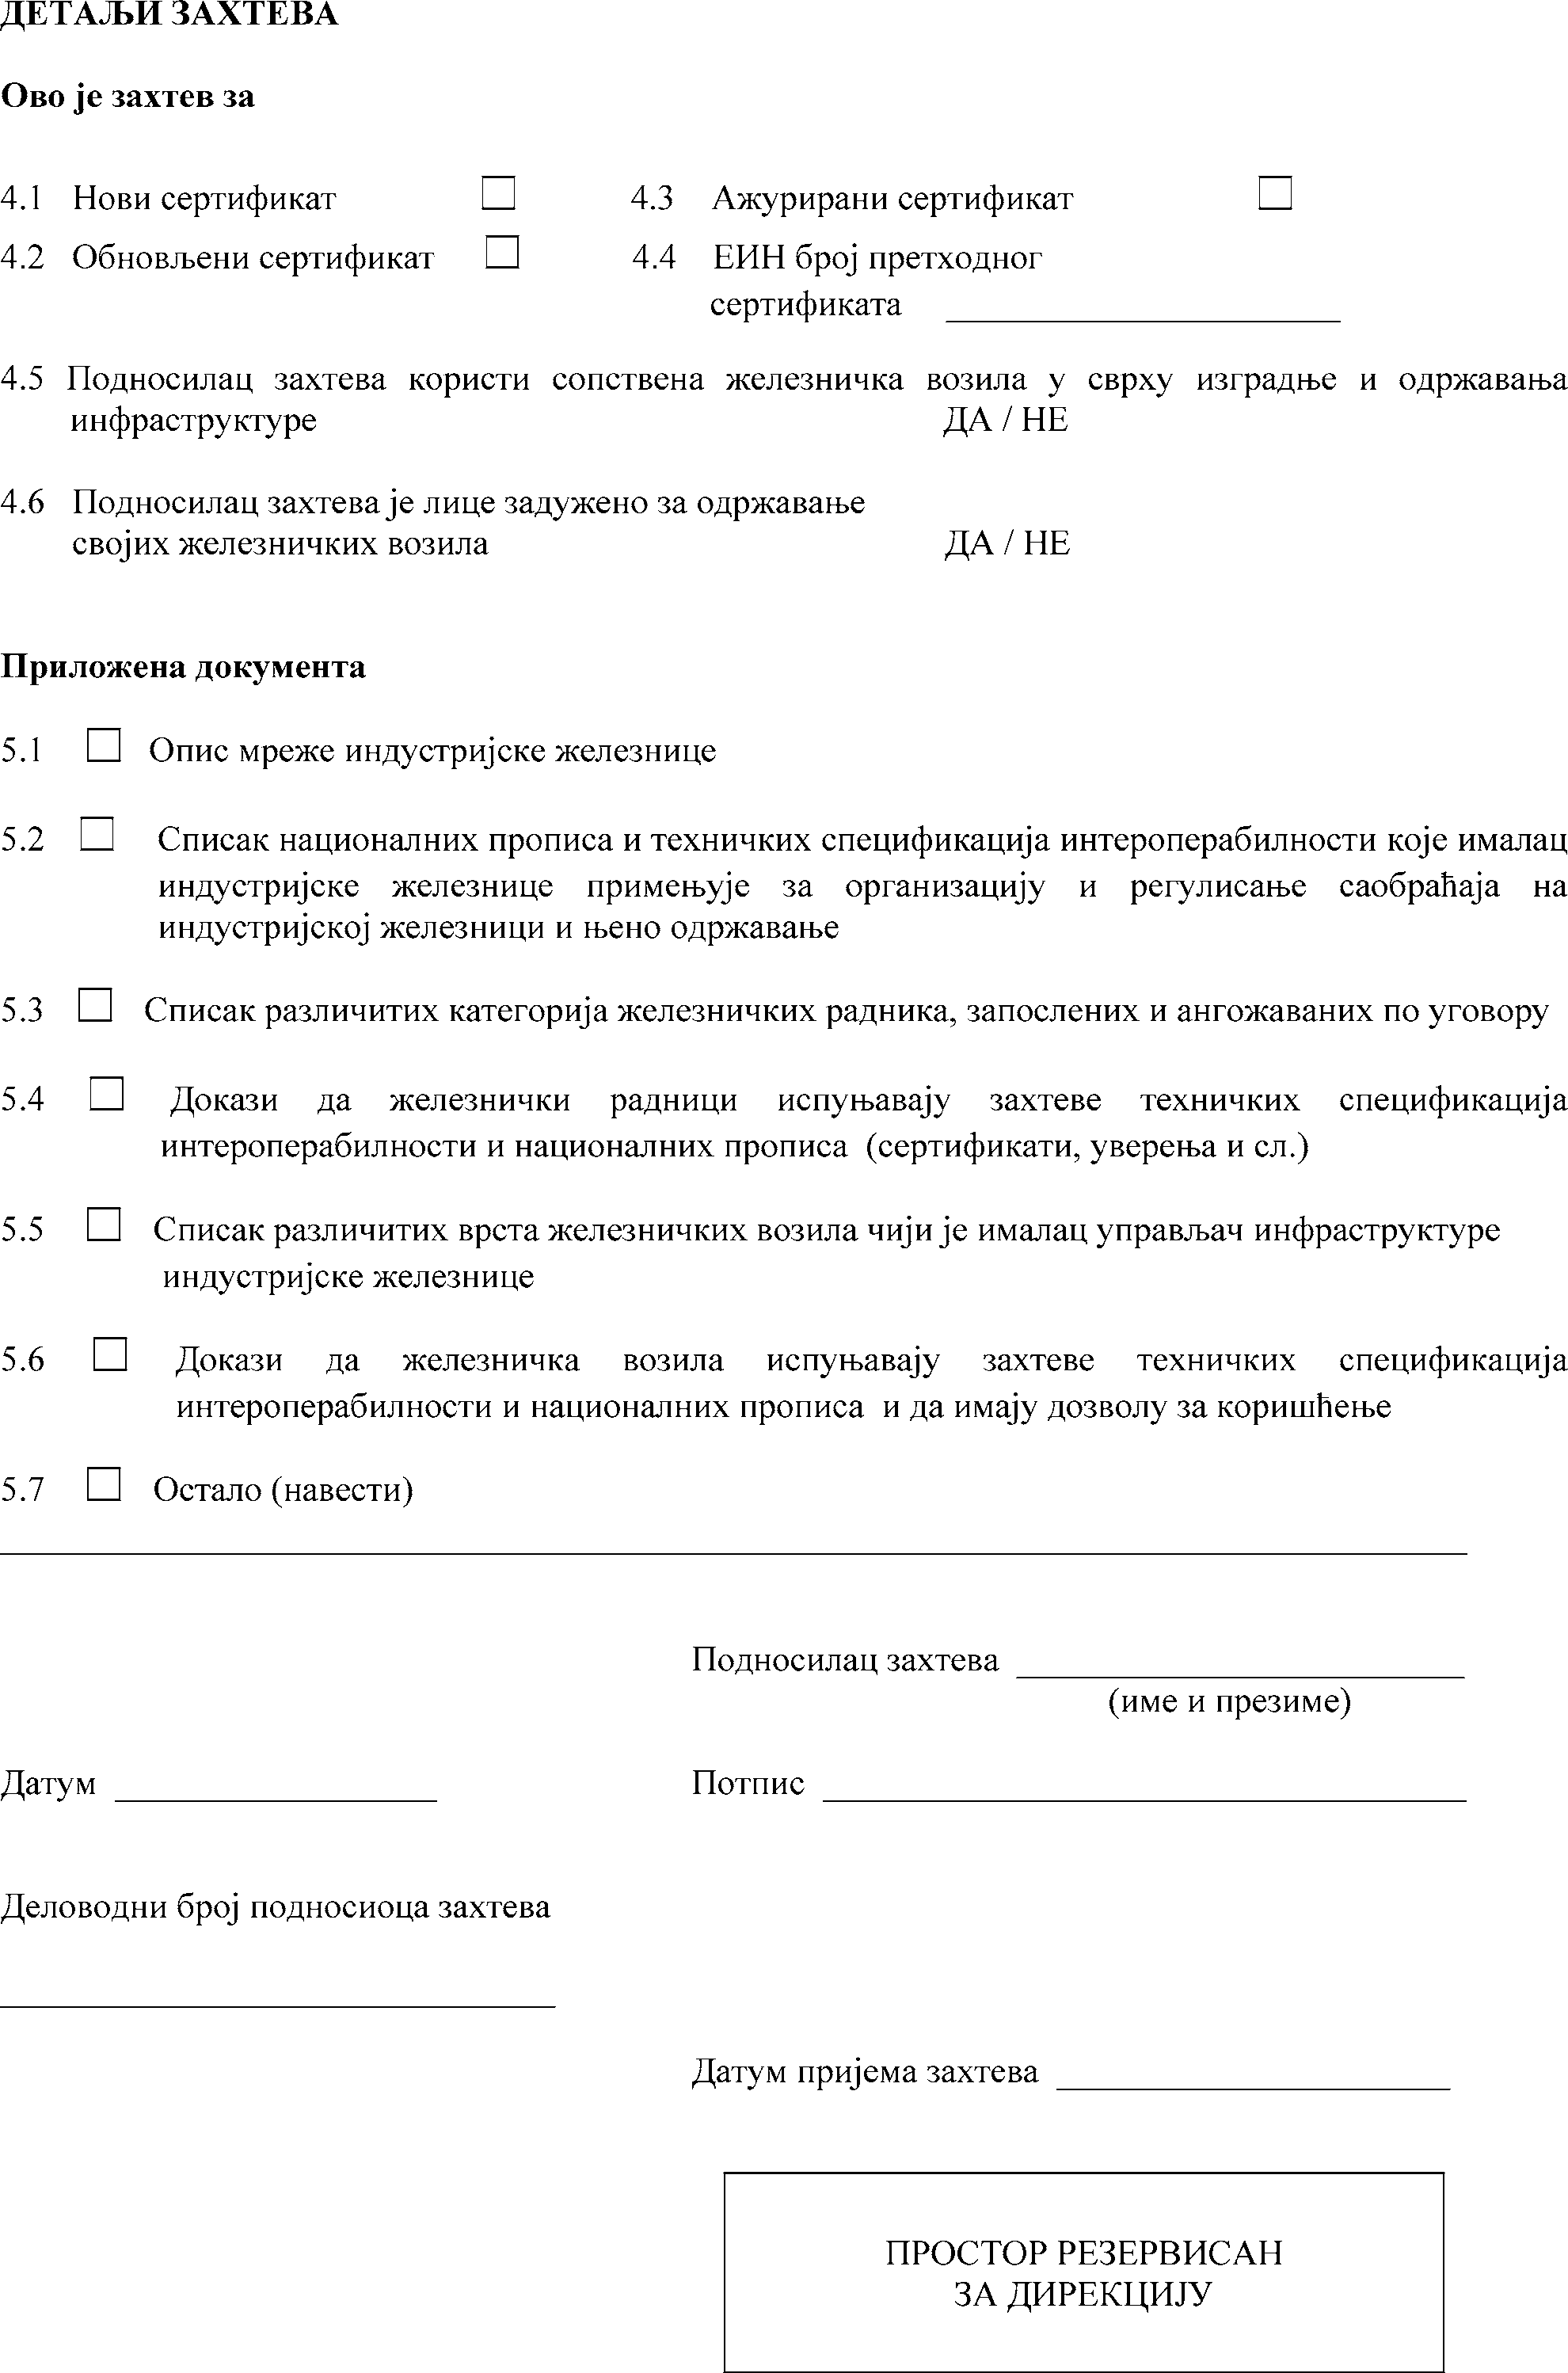 ДЕТАЉИ ЗАХТЕВА
Ово је захтев за
4.1 Нови сертификат 4.3 Ажурирани сертификат
4.2 Обновљени сертификат 4.4 ЕИН број претходног
сертификата
4.5 Подносилац захтева користи сопствена железничка возила у сврху изградње и одржавања
инфраструктуре ДА / НЕ
4.6 Подносилац захтева је лице задужено за одржавање
својих железничких возила ДА / НЕ
Приложена документа
5.1 Опис мреже индустријске железнице
5.2 Списак националних прописа и техничких спецификација интероперабилности које ималац
индустријске железнице примењује за организацију и регулисање саобраћаја на
индустријској железници и њено одржавање
5.3 Списак различитих категорија железничких радника, запослених и ангожаваних по уговору
5.4 Докази да железнички радници испуњавају захтеве техничких спецификација
интероперабилности и националних прописа (сертификати, уверења и сл.)
5.5 Списак различитих врста железничких возила чији је ималац управљач инфраструктуре
индустријске железнице
5.6 Докази да железничка возила испуњавају захтеве техничких спецификација
интероперабилности и националних прописа и да имају дозволу за коришћење
5.7 Остало (навести)
Подносилац захтева
(име и презиме)
Датум Потпис
Деловодни број подносиоца захтева
Датум пријема захтева
ПРОСТОР РЕЗЕРВИСАН
ЗА ДИРЕКЦИЈУ